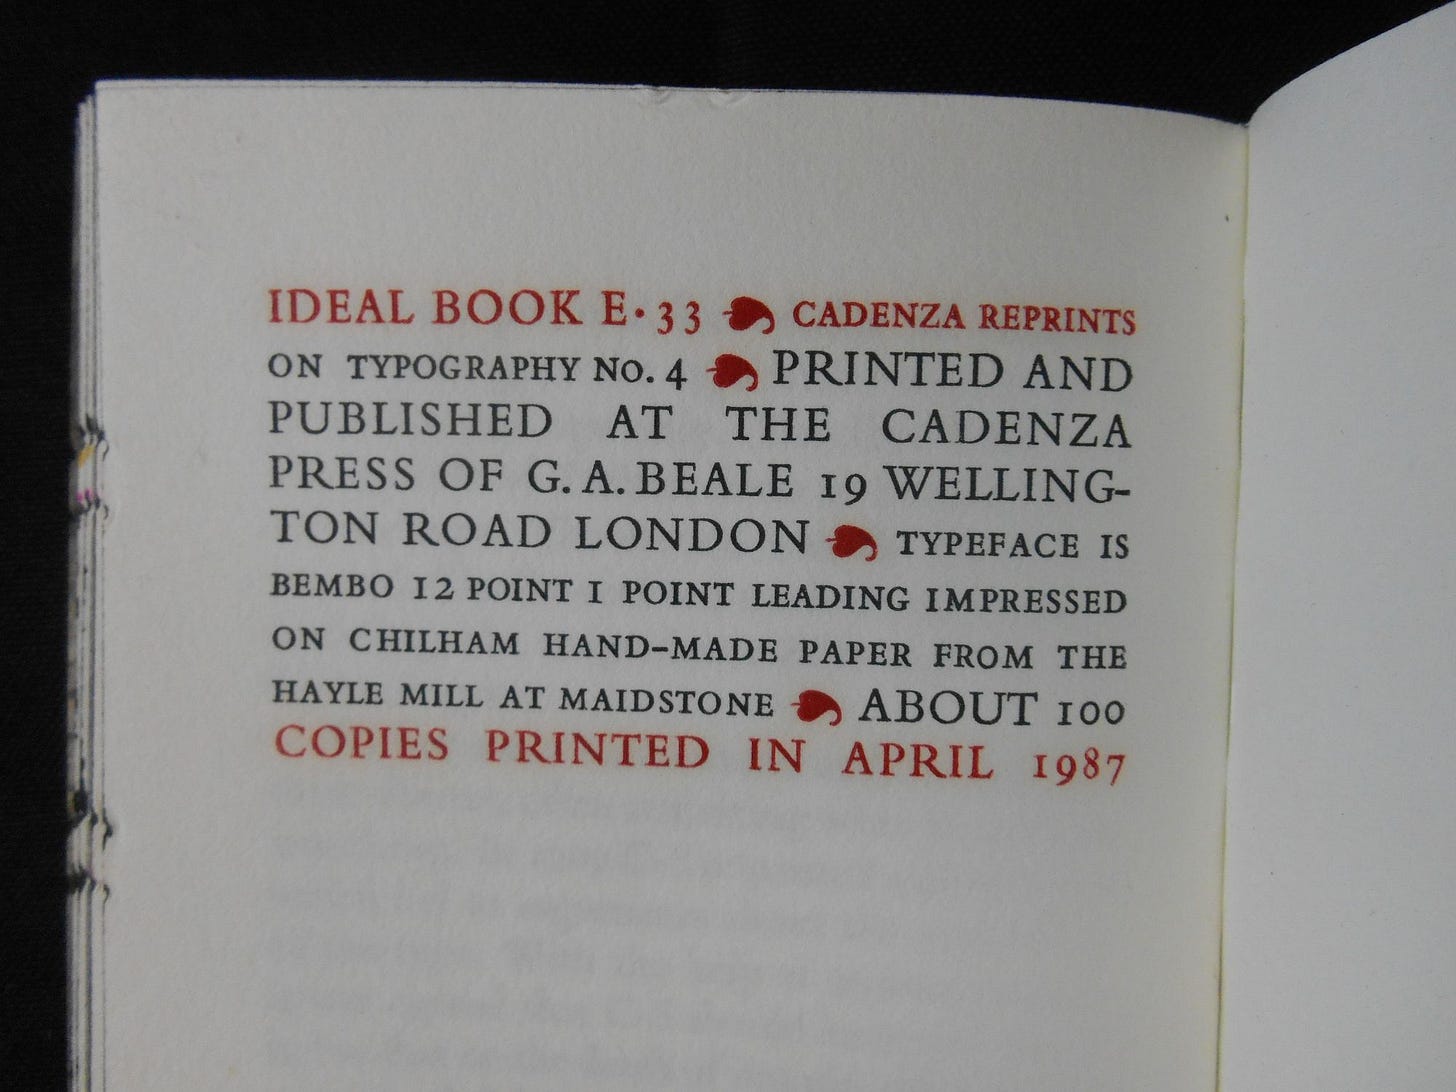 IDEAL BOOK E·33 ❧ CADENZA REPRINTS
ON TYPOGRAPHY NO. 4 ❧ PRINTED AND
PUBLISHED AT THE CADENZA
PRESS OF G. A. BEALE 19 WELLING-
TON ROAD LONDON ❧ TYPEFACE IS
BEMBO 12 POINT 1 POINT LEADING IMPRESSED
ON CHILHAM HAND-MADE PAPER FROM THE
HAYLE MILL AT MAIDSTONE ❧ ABOUT 100
COPIES PRINTED IN APRIL 1987